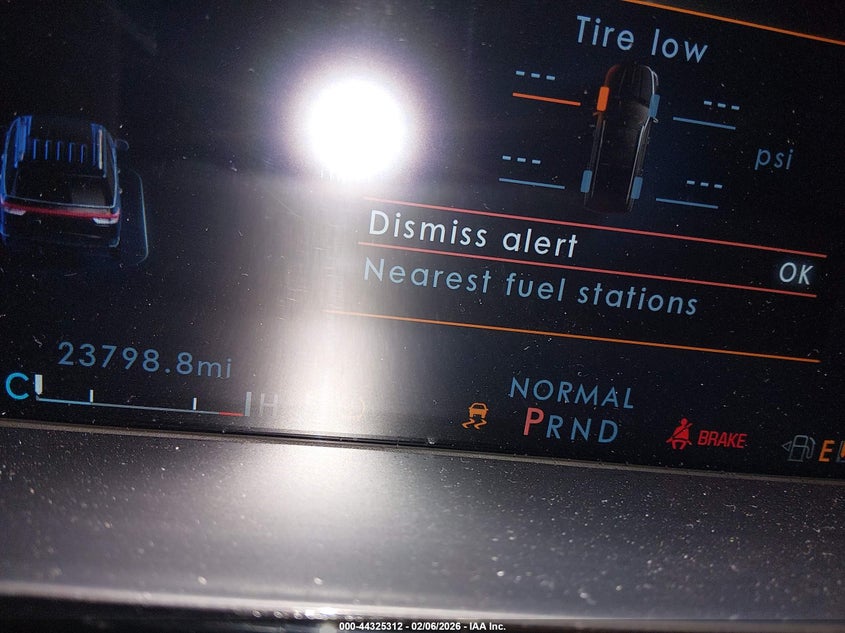 Tire low
--- ---
psi
--- ---
Dismiss alert
OK
Nearest fuel stations
23798.8mi
C H
NORMAL
PRND
BRAKE
E
000-44325312 - 02/06/2026 - IAA Inc.